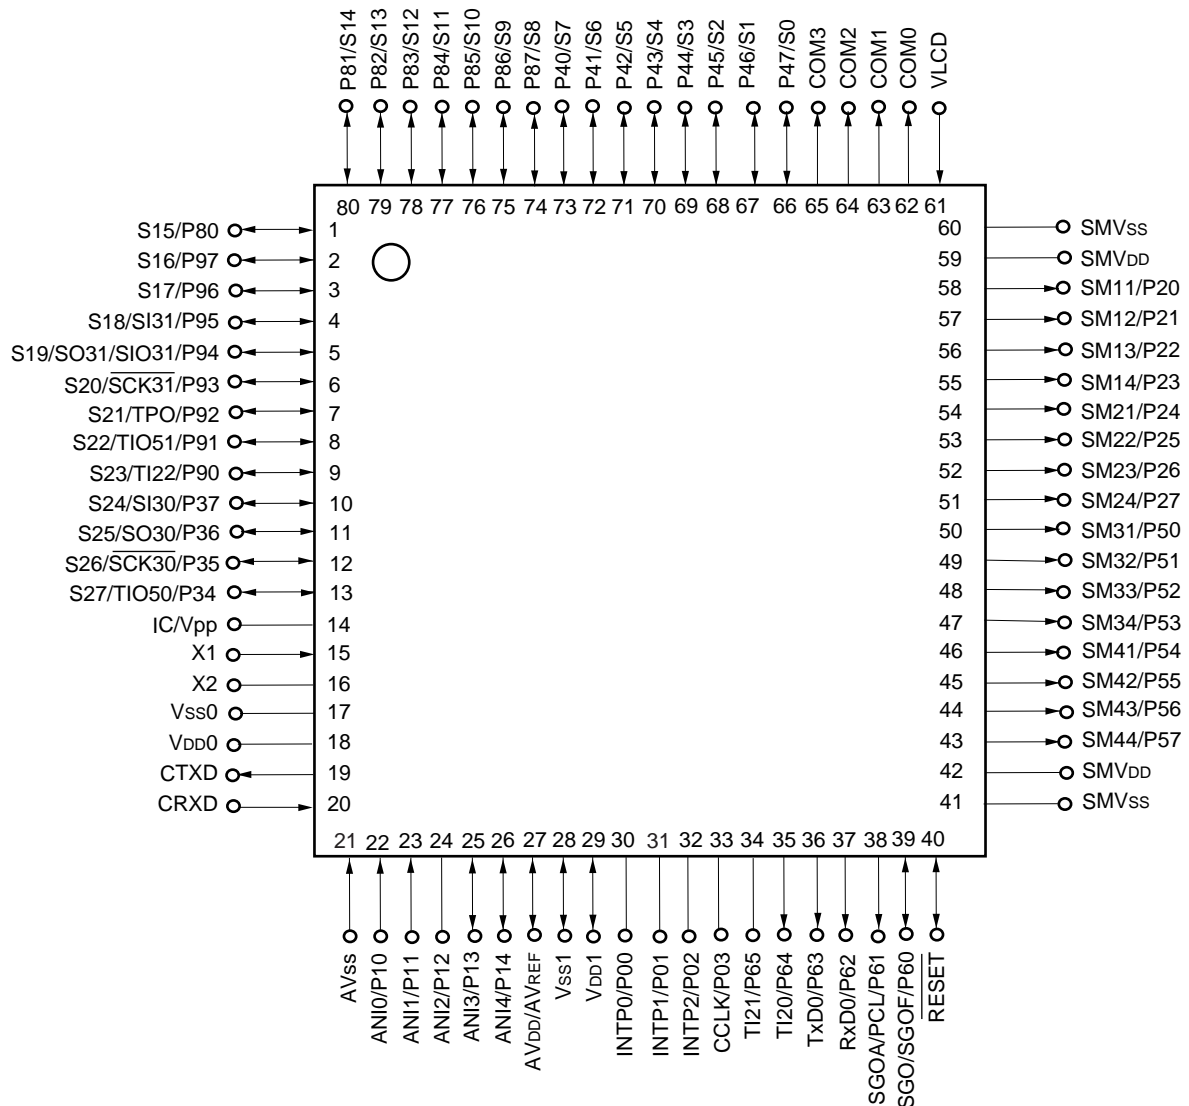 P81/S14
P82/S13
P83/S12
P84/S11
P85/S10
P86/S9
P87/S8
P40/S7
P41/S6
P42/S5
P43/S4
P44/S3
P45/S2
P46/S1
P47/S0
COM3
COM2
COM1
COM0
VLCD
80 79 78 77 76 75 74 73 72 71 70 69 68 67 66 65 64 63 62 61
S15/P80 1
S16/P97 2
S17/P96 3
S18/SI31/P95 4
S19/SO31/SIO31/P94 5
S20/SCK31/P93 6
S21/TPO/P92 7
S22/TIO51/P91 8
S23/TI22/P90 9
S24/SI30/P37 10
S25/SO30/P36 11
S26/SCK30/P35 12
S27/TIO50/P34 13
IC/Vpp 14
X1 15
X2 16
VSS0 17
VDD0 18
CTXD 19
CRXD 20
60 SMVSS
59 SMVDD
58 SM11/P20
57 SM12/P21
56 SM13/P22
55 SM14/P23
54 SM21/P24
53 SM22/P25
52 SM23/P26
51 SM24/P27
50 SM31/P50
49 SM32/P51
48 SM33/P52
47 SM34/P53
46 SM41/P54
45 SM42/P55
44 SM43/P56
43 SM44/P57
42 SMVDD
41 SMVSS
21 22 23 24 25 26 27 28 29 30 31 32 33 34 35 36 37 38 39 40
AVSS
ANI0/P10
ANI1/P11
ANI2/P12
ANI3/P13
ANI4/P14
AVDD/AVREF
VSS1
VDD1
INTP0/P00
INTP1/P01
INTP2/P02
CCLK/P03
TI21/P65
TI20/P64
TxD0/P63
RxD0/P62
SGOA/PCL/P61
SGO/SGOF/P60
RESET